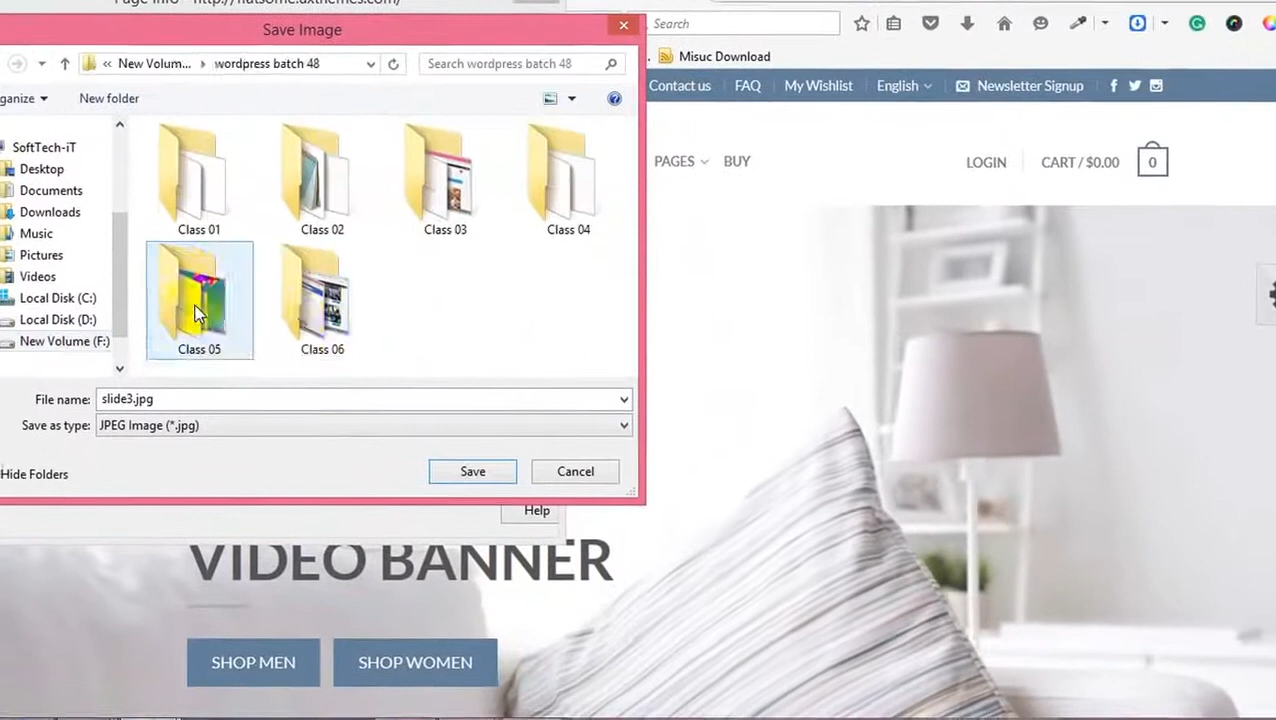 Page Info - http://flatsome.uxthemes.com/
Save Image
New Volum...
wordpress batch 48
Search wordpress batch 48
ganize
New folder
SoftTech-iT
Desktop
Documents
Downloads
Music
Pictures
Videos
Local Disk (C:)
Local Disk (D:)
New Volume (F:)
Class 01
Class 02
Class 03
Class 04
Class 05
Class 06
File name:
slide3.jpg
Save as type:
JPEG Image (*.jpg)
Hide Folders
Save
Cancel
Help
Search
Misuc Download
Contact us
FAQ
My Wishlist
English
Newsletter Signup
PAGES
BUY
LOGIN
CART / $0.00
0
VIDEO BANNER
SHOP MEN
SHOP WOMEN